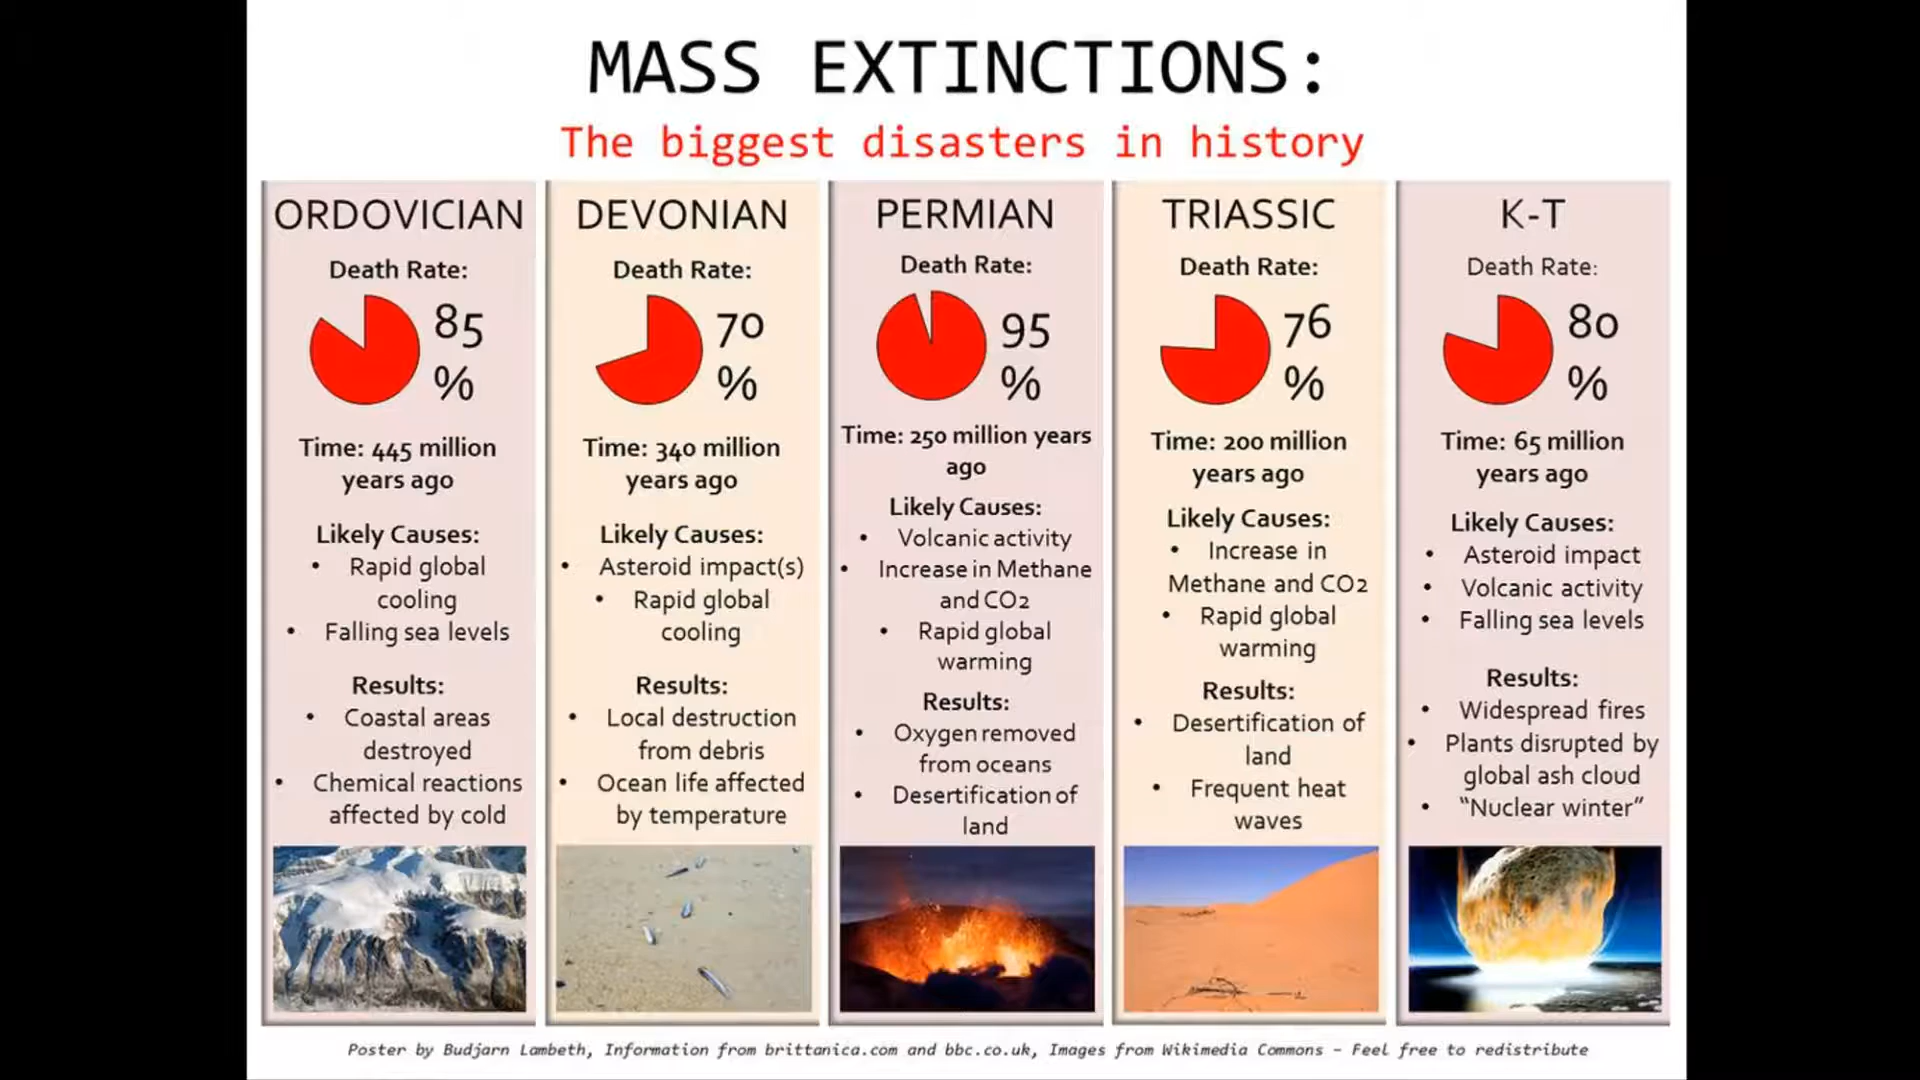 MASS EXTINCTIONS:
The biggest disasters in history
ORDOVICIAN
Death Rate:
85
%
Time: 445 million
years ago
Likely Causes:
• Rapid global
cooling
• Falling sea levels
Results:
• Coastal areas
destroyed
• Chemical reactions
affected by cold
DEVONIAN
Death Rate:
70
%
Time: 340 million
years ago
Likely Causes:
• Asteroid impact(s)
• Rapid global
cooling
Results:
• Local destruction
from debris
• Ocean life affected
by temperature
PERMIAN
Death Rate:
95
%
Time: 250 million years
ago
Likely Causes:
• Volcanic activity
• Increase in Methane
and CO2
• Rapid global
warming
Results:
• Oxygen removed
from oceans
• Desertification of
land
TRIASSIC
Death Rate:
76
%
Time: 200 million
years ago
Likely Causes:
• Increase in
Methane and CO2
• Rapid global
warming
Results:
• Desertification of
land
• Frequent heat
waves
K-T
Death Rate:
80
%
Time: 65 million
years ago
Likely Causes:
• Asteroid impact
• Volcanic activity
• Falling sea levels
Results:
• Widespread fires
• Plants disrupted by
global ash cloud
• “Nuclear winter”
Poster by Budjarn Lambeth, Information from brittanica.com and bbc.co.uk, Images from Wikimedia Commons – Feel free to redistribute